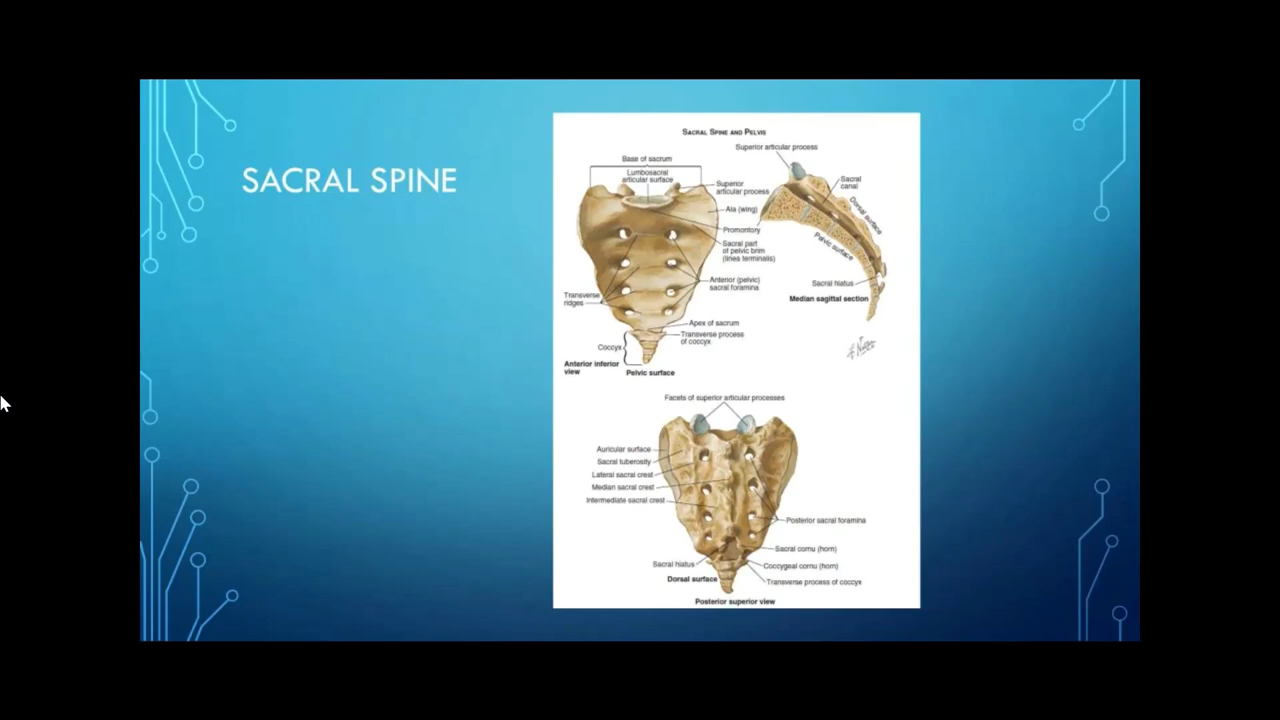 SACRAL SPINE
SACRAL SPINE AND PELVIS
Superior articular process
Base of sacrum
Lumbosacral
articular surface
Superior
articular process
Sacral
canal
Ala (wing)
Dorsal surface
Promontory
Pelvic surface
Sacral part
of pelvic brim
(linea terminalis)
Anterior (pelvic)
sacral foramina
Sacral hiatus
Transverse
ridges
Median sagittal section
Apex of sacrum
Transverse process
of coccyx
Coccyx
Anterior inferior
view
Pelvic surface
Facets of superior articular processes
Auricular surface
Sacral tuberosity
Lateral sacral crest
Median sacral crest
Intermediate sacral crest
Posterior sacral foramina
Sacral cornu (horn)
Sacral hiatus
Coccygeal cornu (horn)
Dorsal surface
Transverse process of coccyx
Posterior superior view